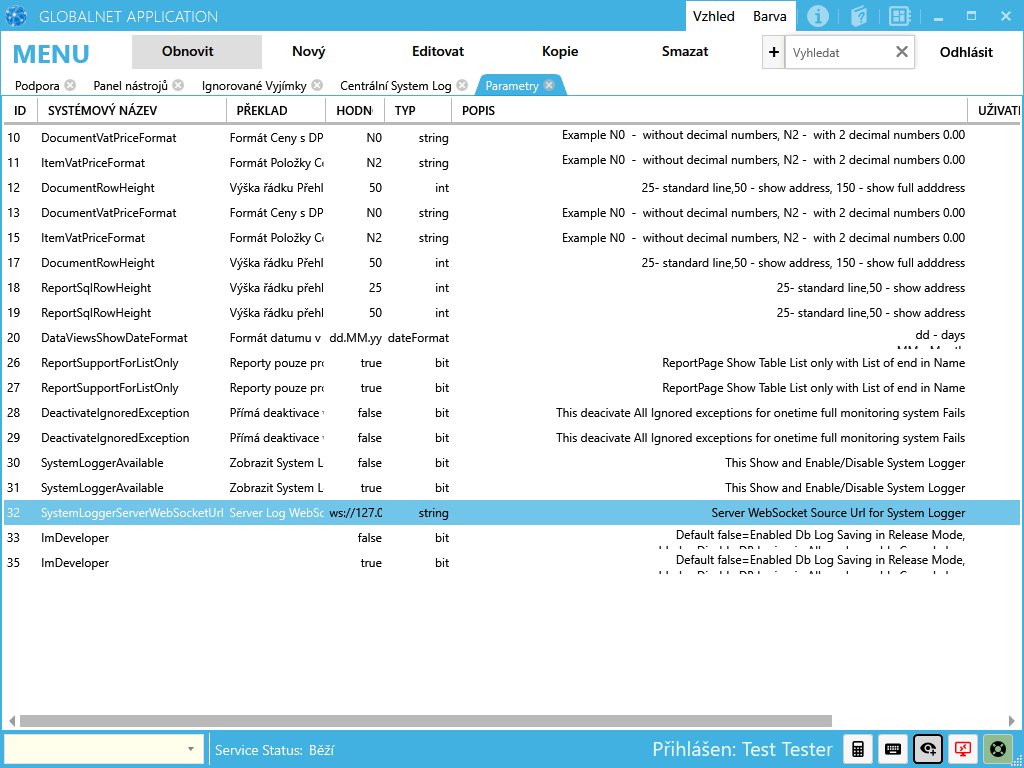 GLOBALNET APPLICATION Vzhled Barva
MENU Obnovit Nový Editovat Kopie Smazat + Vyhledat Odhlásit
Podpora Panel nástrojů Ignorované Vyjímky Centrální System Log Parametry
ID SYSTÉMOVÝ NÁZEV PŘEKLAD HODN TYP POPIS UŽIVATE
10 DocumentVatPriceFormat Formát Ceny s DP N0 string Example N0 - without decimal numbers, N2 - with 2 decimal numbers 0.00
11 ItemVatPriceFormat Formát Položky Ce N2 string Example N0 - without decimal numbers, N2 - with 2 decimal numbers 0.00
12 DocumentRowHeight Výška řádku Přehl 50 int 25- standard line,50 - show address, 150 - show full adddress
13 DocumentVatPriceFormat Formát Ceny s DP N0 string Example N0 - without decimal numbers, N2 - with 2 decimal numbers 0.00
15 ItemVatPriceFormat Formát Položky Ce N2 string Example N0 - without decimal numbers, N2 - with 2 decimal numbers 0.00
17 DocumentRowHeight Výška řádku Přehl 50 int 25- standard line,50 - show address, 150 - show full adddress
18 ReportSqlRowHeight Výška řádku přehl 25 int 25- standard line,50 - show address
19 ReportSqlRowHeight Výška řádku přehl 50 int 25- standard line,50 - show address
20 DataViewsShowDateFormat Formát datumu v dd.MM.yy dateFormat dd - days
26 ReportSupportForListOnly Reporty pouze pro true bit ReportPage Show Table List only with List of end in Name
27 ReportSupportForListOnly Reporty pouze pro true bit ReportPage Show Table List only with List of end in Name
28 DeactivateIgnoredException Přímá deaktivace false bit This deacivate All Ignored exceptions for onetime full monitoring system Fails
29 DeactivateIgnoredException Přímá deaktivace false bit This deacivate All Ignored exceptions for onetime full monitoring system Fails
30 SystemLoggerAvailable Zobrazit System L false bit This Show and Enable/Disable System Logger
31 SystemLoggerAvailable Zobrazit System L true bit This Show and Enable/Disable System Logger
32 SystemLoggerServerWebSocketUrl Server Log WebSo ws://127.0 string Server WebSocket Source Url for System Logger
33 ImDeveloper false bit Default false=Enabled Db Log Saving in Release Mode,
35 ImDeveloper true bit Default false=Enabled Db Log Saving in Release Mode,
Service Status: Běží Přihlášen: Test Tester